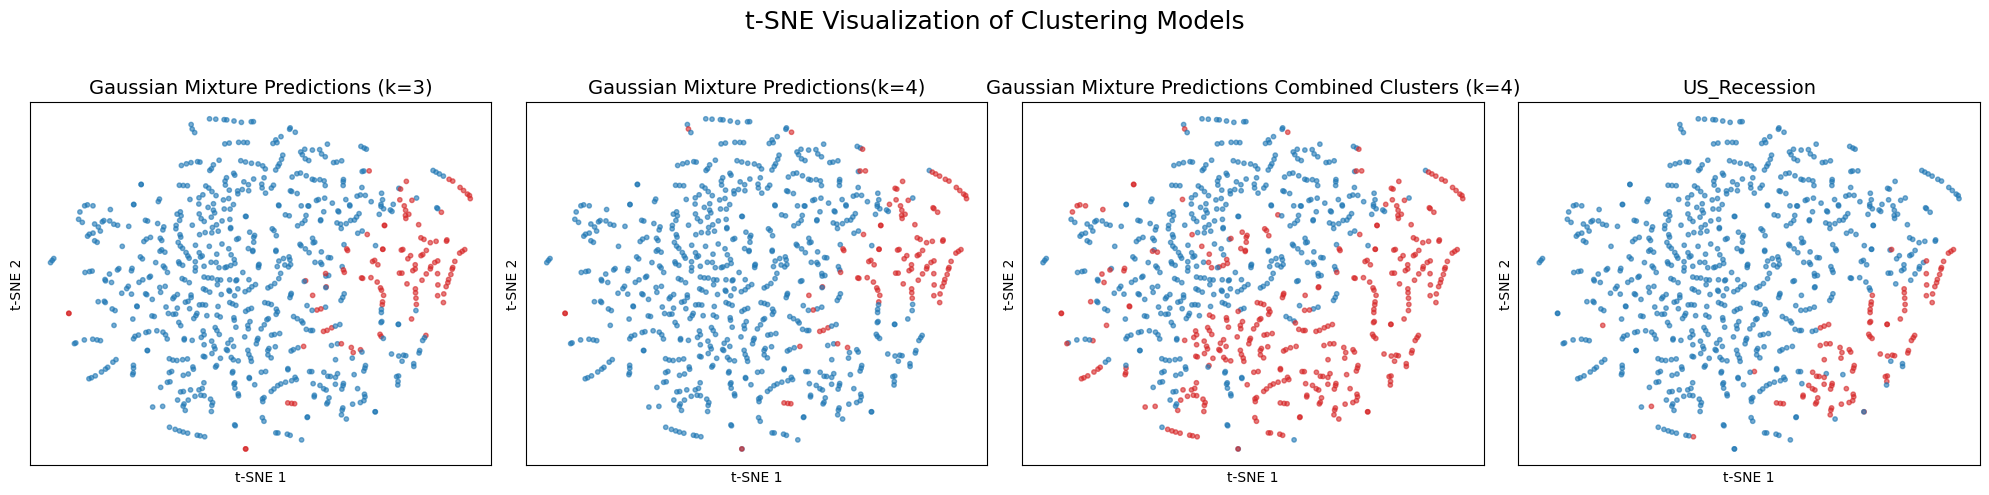 t-SNE Visualization of Clustering Models
Gaussian Mixture Predictions (k=3)
Gaussian Mixture Predictions(k=4)
Gaussian Mixture Predictions Combined Clusters (k=4)
US_Recession
t-SNE 2
t-SNE 2
t-SNE 2
t-SNE 2
t-SNE 1
t-SNE 1
t-SNE 1
t-SNE 1